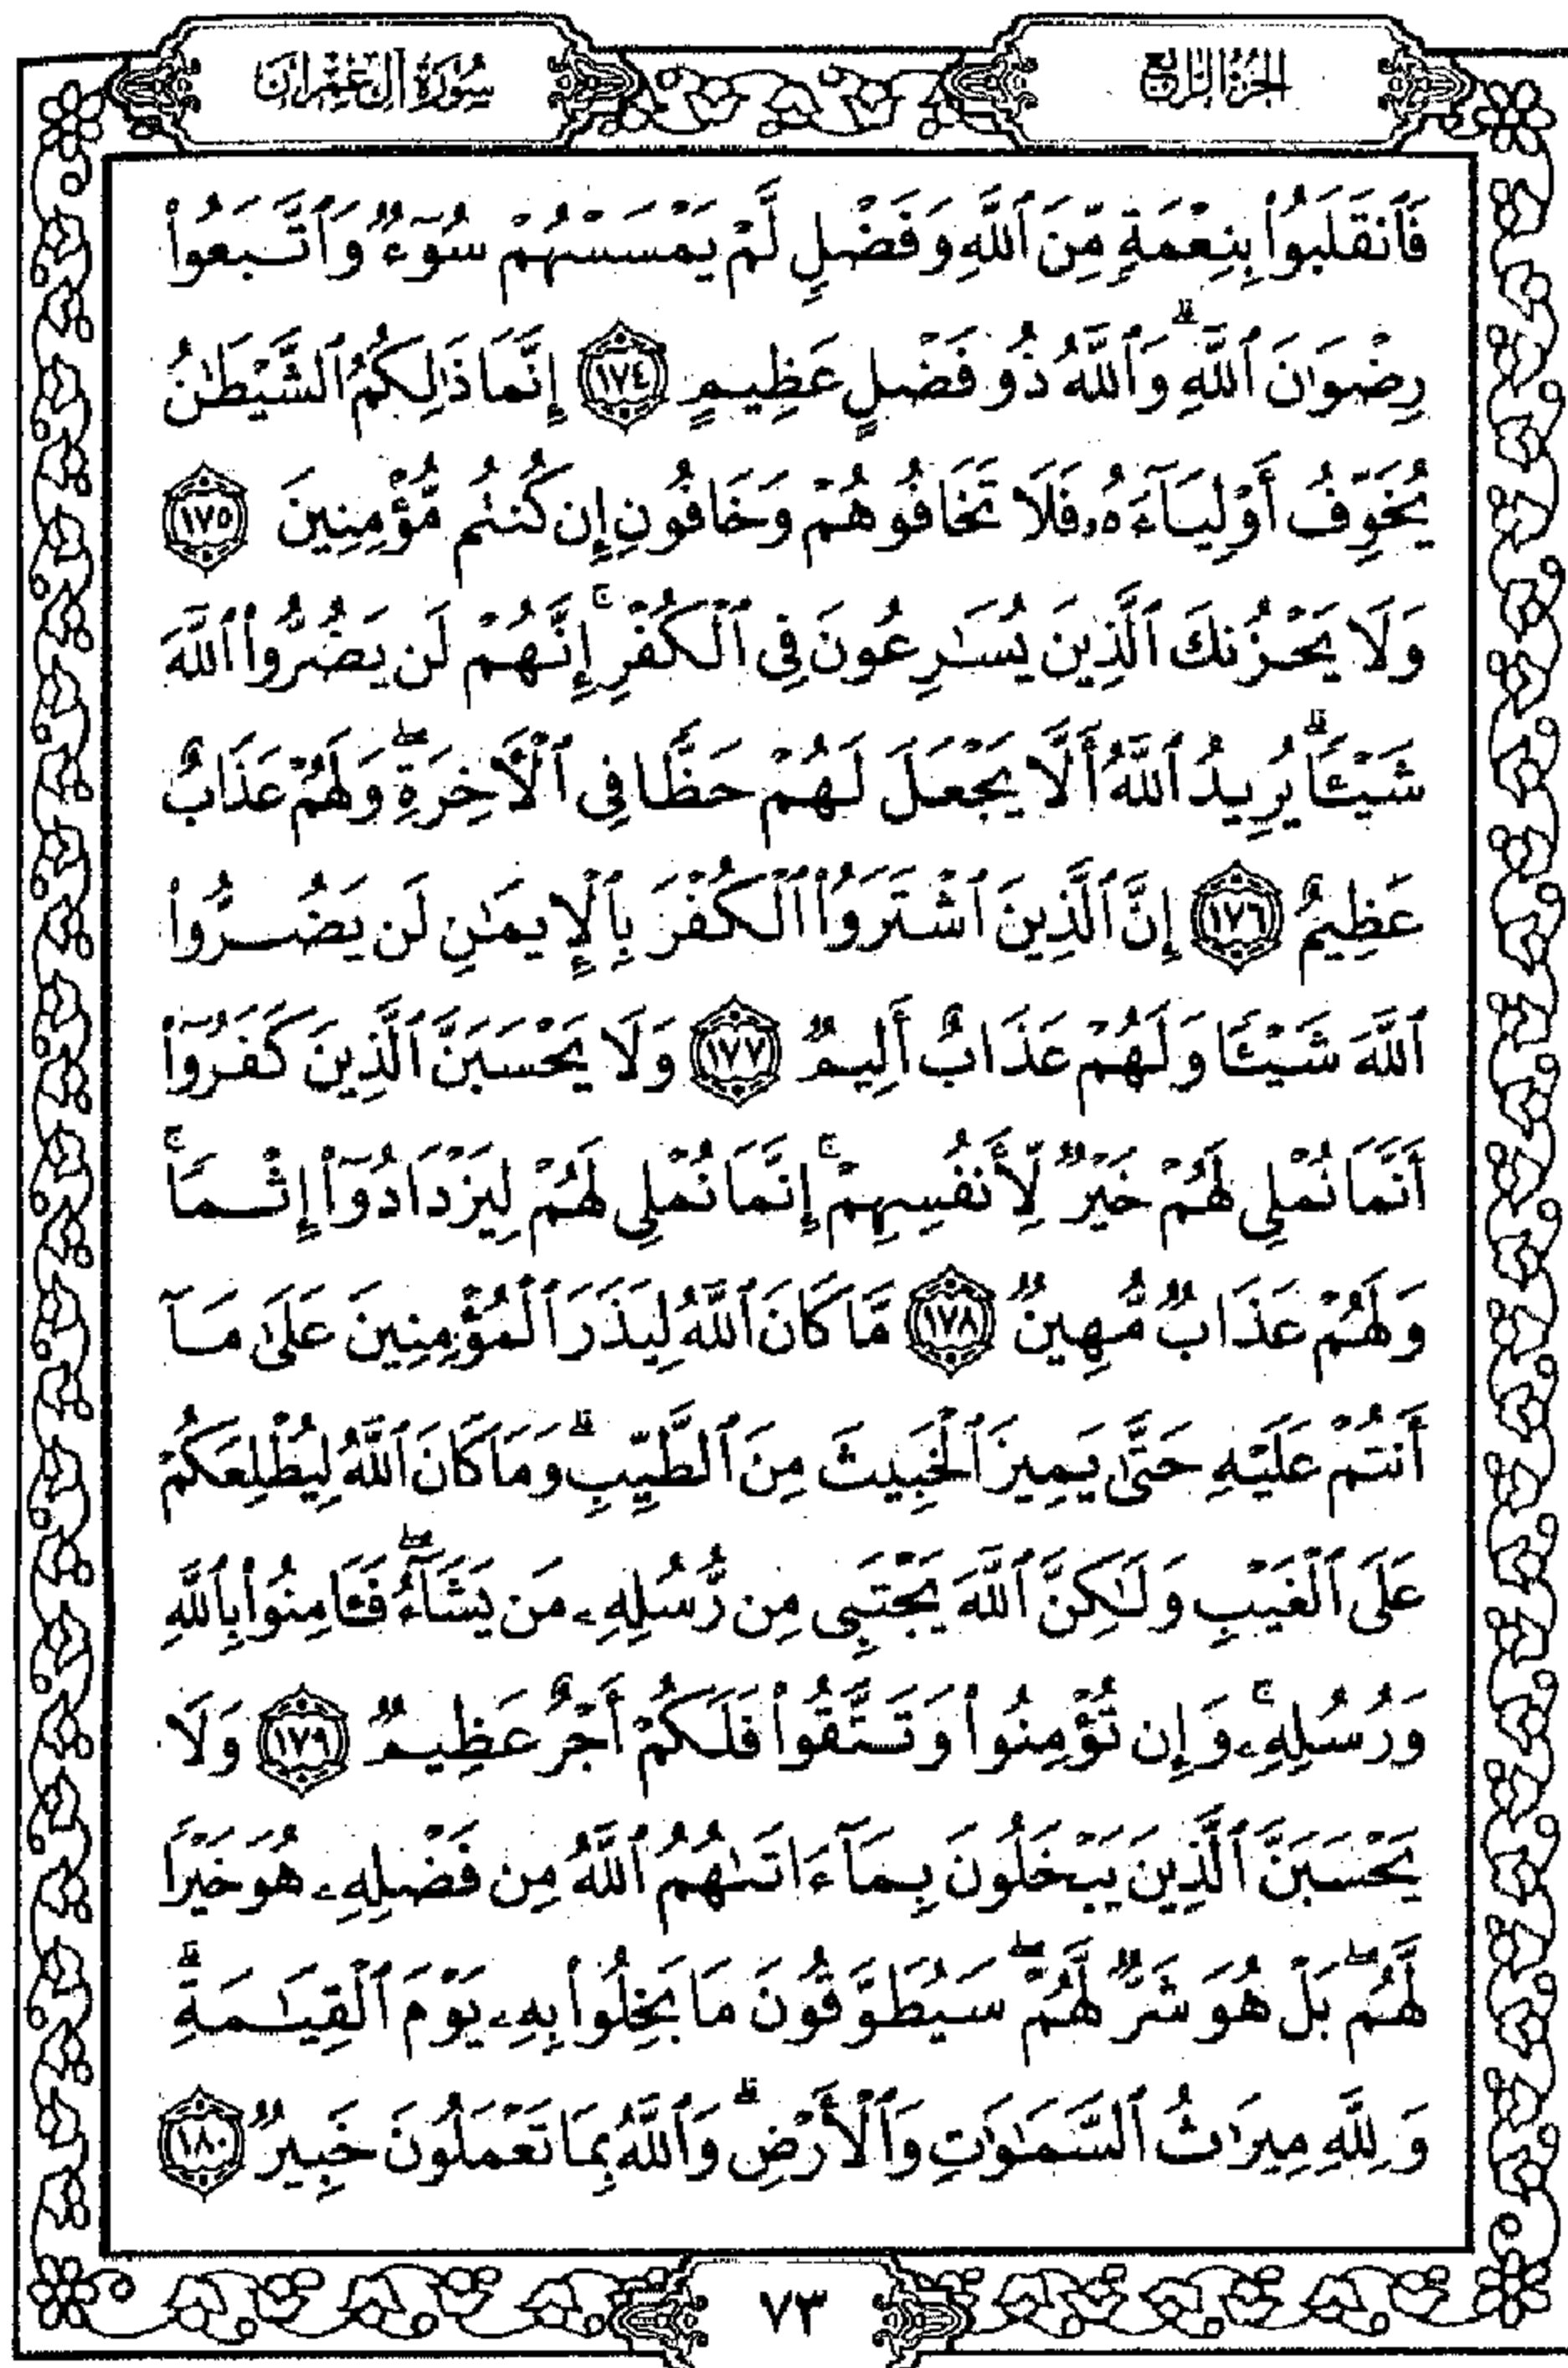 الجزء الرابع
سورة آل عمران
فَٱنقَلَبُوا۟ بِنِعْمَةٍ مِّنَ ٱللَّهِ وَفَضْلٍ لَّمْ يَمْسَسْهُمْ سُوٓءٌ وَٱتَّبَعُوا۟
رِضْوَٰنَ ٱللَّهِ ۗ وَٱللَّهُ ذُو فَضْلٍ عَظِيمٍ ١٧٤ إِنَّمَا ذَٰلِكُمُ ٱلشَّيْطَٰنُ
يُخَوِّفُ أَوْلِيَآءَهُۥ فَلَا تَخَافُوهُمْ وَخَافُونِ إِن كُنتُم مُّؤْمِنِينَ ١٧٥
وَلَا يَحْزُنكَ ٱلَّذِينَ يُسَٰرِعُونَ فِى ٱلْكُفْرِ ۚ إِنَّهُمْ لَن يَضُرُّوا۟ ٱللَّهَ
شَيْـًٔا ۗ يُرِيدُ ٱللَّهُ أَلَّا يَجْعَلَ لَهُمْ حَظًّا فِى ٱلْأَخِرَةِ ۖ وَلَهُمْ عَذَابٌ
عَظِيمٌ ١٧٦ إِنَّ ٱلَّذِينَ ٱشْتَرَوُا۟ ٱلْكُفْرَ بِٱلْإِيمَٰنِ لَن يَضُرُّوا۟
ٱللَّهَ شَيْـًٔا وَلَهُمْ عَذَابٌ أَلِيمٌ ١٧٧ وَلَا يَحْسَبَنَّ ٱلَّذِينَ كَفَرُوٓا۟
أَنَّمَا نُمْلِى لَهُمْ خَيْرٌ لِّأَنفُسِهِمْ ۚ إِنَّمَا نُمْلِى لَهُمْ لِيَزْدَادُوٓا۟ إِثْمًا ۚ
وَلَهُمْ عَذَابٌ مُّهِينٌ ١٧٨ مَّا كَانَ ٱللَّهُ لِيَذَرَ ٱلْمُؤْمِنِينَ عَلَىٰ مَآ
أَنتُمْ عَلَيْهِ حَتَّىٰ يَمِيزَ ٱلْخَبِيثَ مِنَ ٱلطَّيِّبِ ۗ وَمَا كَانَ ٱللَّهُ لِيُطْلِعَكُمْ
عَلَى ٱلْغَيْبِ وَلَٰكِنَّ ٱللَّهَ يَجْتَبِى مِن رُّسُلِهِۦ مَن يَشَآءُ ۖ فَـَٔامِنُوا۟ بِٱللَّهِ
وَرُسُلِهِۦ ۚ وَإِن تُؤْمِنُوا۟ وَتَتَّقُوا۟ فَلَكُمْ أَجْرٌ عَظِيمٌ ١٧٩ وَلَا
يَحْسَبَنَّ ٱلَّذِينَ يَبْخَلُونَ بِمَآ ءَاتَىٰهُمُ ٱللَّهُ مِن فَضْلِهِۦ هُوَ خَيْرًا
لَّهُم ۖ بَلْ هُوَ شَرٌّ لَّهُمْ ۖ سَيُطَوَّقُونَ مَا بَخِلُوا۟ بِهِۦ يَوْمَ ٱلْقِيَٰمَةِ ۗ
وَلِلَّهِ مِيرَٰثُ ٱلسَّمَٰوَٰتِ وَٱلْأَرْضِ ۗ وَٱللَّهُ بِمَا تَعْمَلُونَ خَبِيرٌ ١٨٠
٧٣